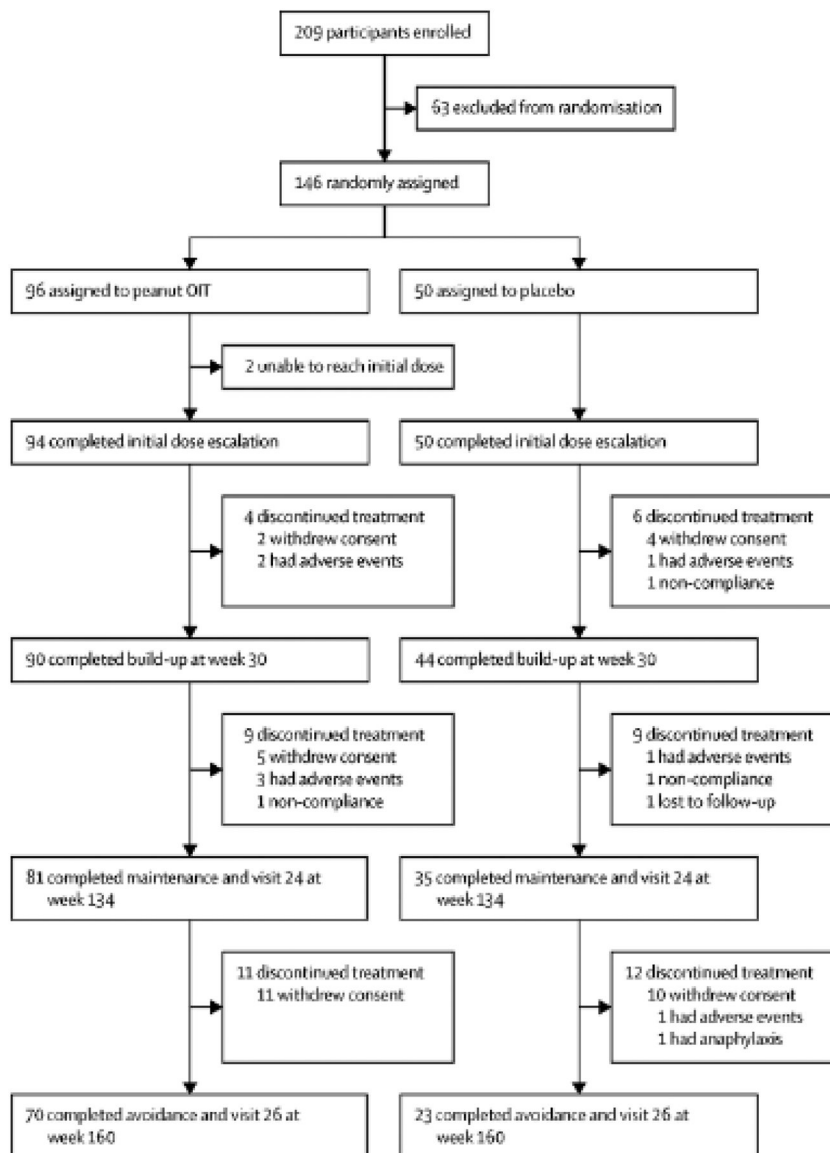 209 participants enrolled
63 excluded from randomisation
146 randomly assigned
96 assigned to peanut OIT
50 assigned to placebo
2 unable to reach initial dose
94 completed initial dose escalation
50 completed initial dose escalation
4 discontinued treatment
2 withdrew consent
2 had adverse events
6 discontinued treatment
4 withdrew consent
1 had adverse events
1 non-compliance
90 completed build-up at week 30
44 completed build-up at week 30
9 discontinued treatment
5 withdrew consent
3 had adverse events
1 non-compliance
9 discontinued treatment
1 had adverse events
1 non-compliance
1 lost to follow-up
81 completed maintenance and visit 24 at
week 134
35 completed maintenance and visit 24 at
week 134
11 discontinued treatment
11 withdrew consent
12 discontinued treatment
10 withdrew consent
1 had adverse events
1 had anaphylaxis
70 completed avoidance and visit 26 at
week 160
23 completed avoidance and visit 26 at
week 160